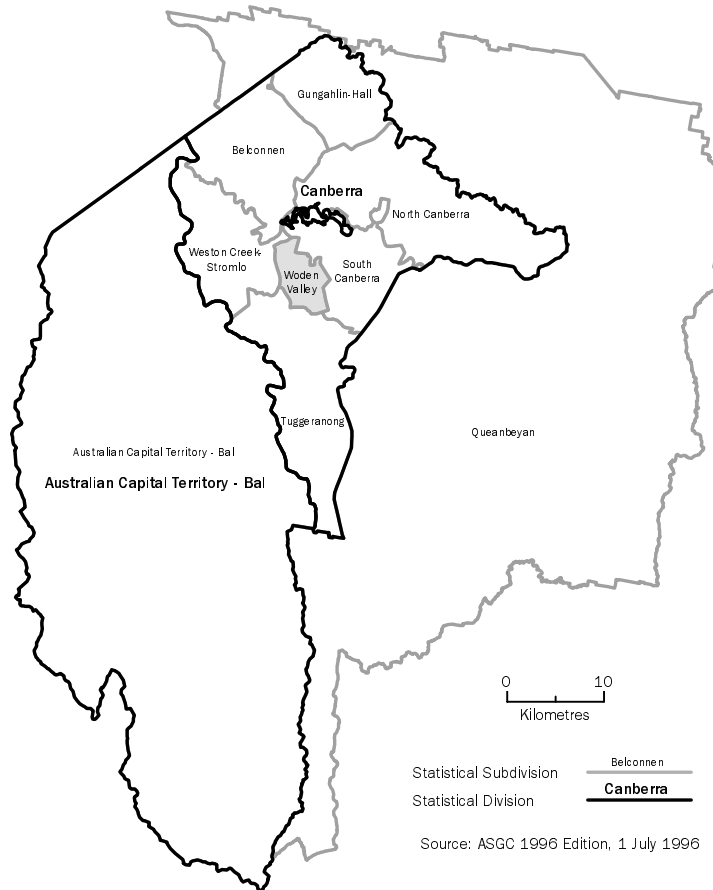 Gungahlin-Hall
Belconnen
Canberra
North Canberra
Weston Creek-
Stromlo
South
Canberra
Woden
Valley
Tuggeranong
Queanbeyan
Australian Capital Territory - Bal
Australian Capital Territory - Bal
0 10
Kilometres
Belconnen
Statistical Subdivision
Canberra
Statistical Division
Source: ASGC 1996 Edition, 1 July 1996